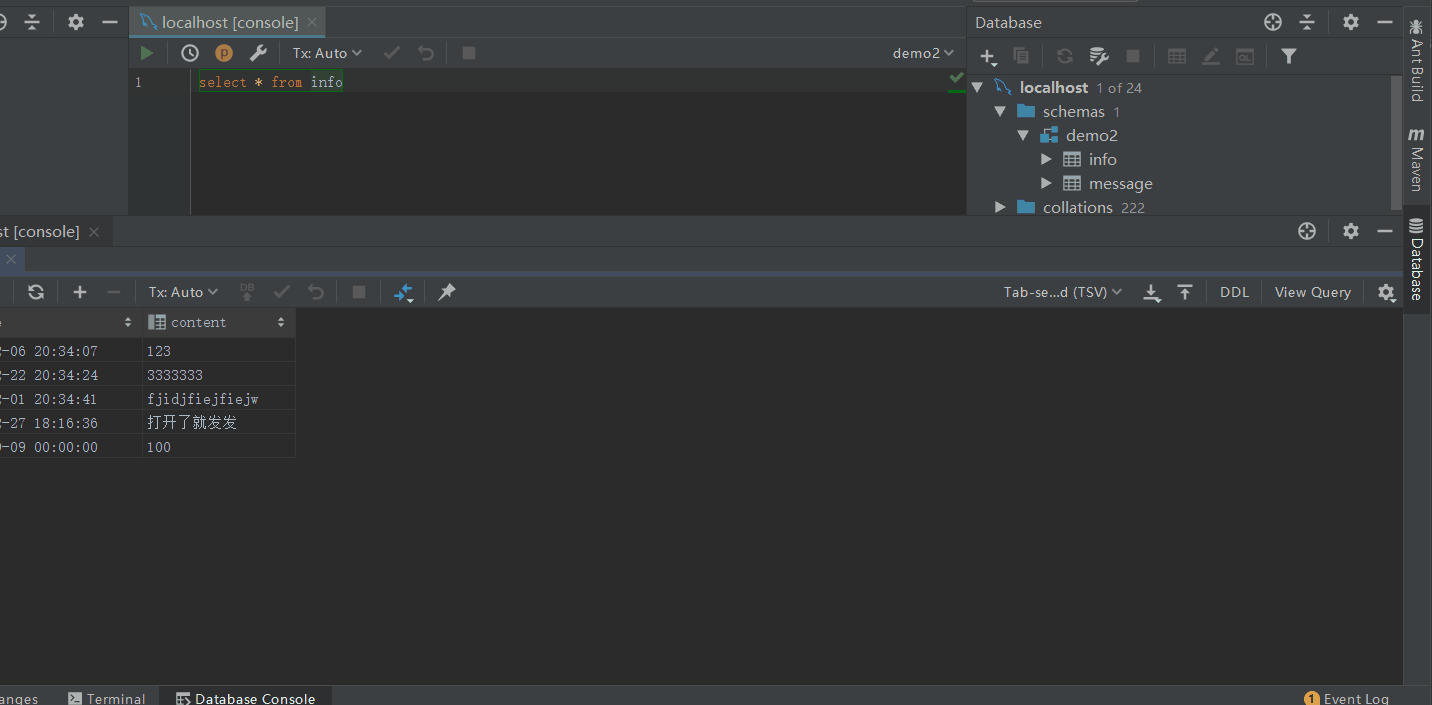 localhost [console]
Database
Tx: Auto
demo2
1
select * from info
localhost 1 of 24
schemas 1
demo2
info
message
collations 222
Ant Build
m Maven
Database
st [console]
Tx: Auto
DB
Tab-se...d (TSV)
DDL
View Query
content
-06 20:34:07 123
-22 20:34:24 3333333
-01 20:34:41 fjidjfiejfiejw
-27 18:16:36 打开了就发发
-09 00:00:00 100
anges
Terminal
Database Console
1 Event Log